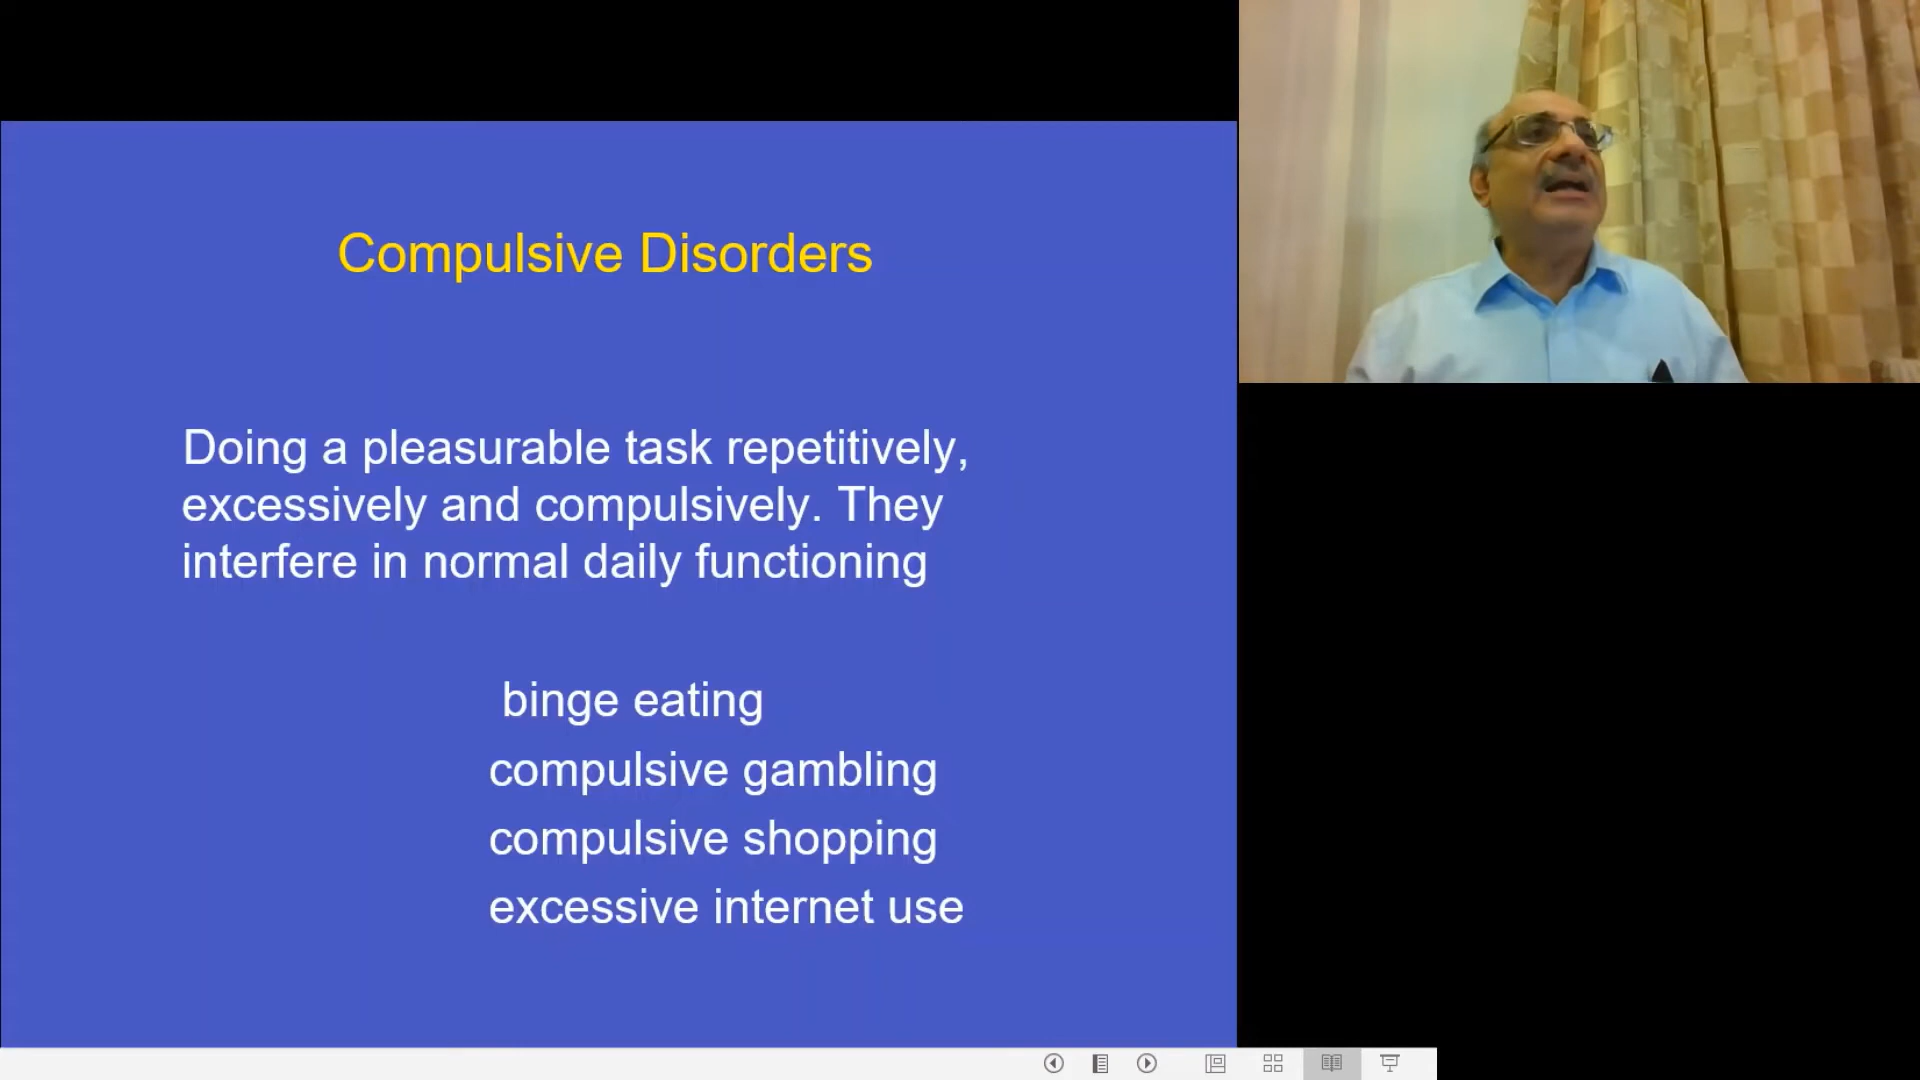 Compulsive Disorders
Doing a pleasurable task repetitively,
excessively and compulsively. They
interfere in normal daily functioning
binge eating
compulsive gambling
compulsive shopping
excessive internet use